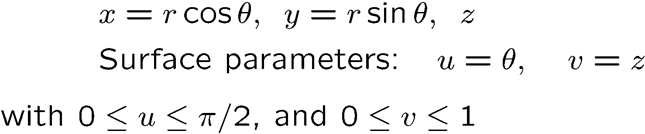 x = r cos θ, y = r sin θ, z
Surface parameters: u = θ, v = z
with 0 ≤ u ≤ π/2, and 0 ≤ v ≤ 1